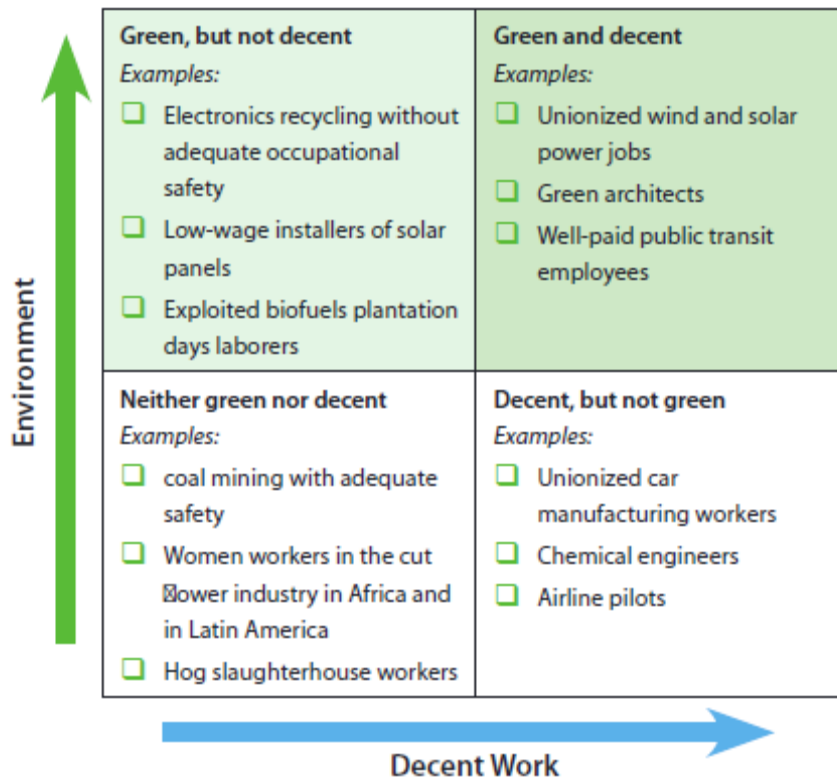 Green, but not decent
Examples:
❑ Electronics recycling without
adequate occupational
safety
❑ Low-wage installers of solar
panels
❑ Exploited biofuels plantation
days laborers
Green and decent
Examples:
❑ Unionized wind and solar
power jobs
❑ Green architects
❑ Well-paid public transit
employees
Environment
Neither green nor decent
Examples:
❑ coal mining with adequate
safety
❑ Women workers in the cut
☒ower industry in Africa and
in Latin America
❑ Hog slaughterhouse workers
Decent, but not green
Examples:
❑ Unionized car
manufacturing workers
❑ Chemical engineers
❑ Airline pilots
Decent Work